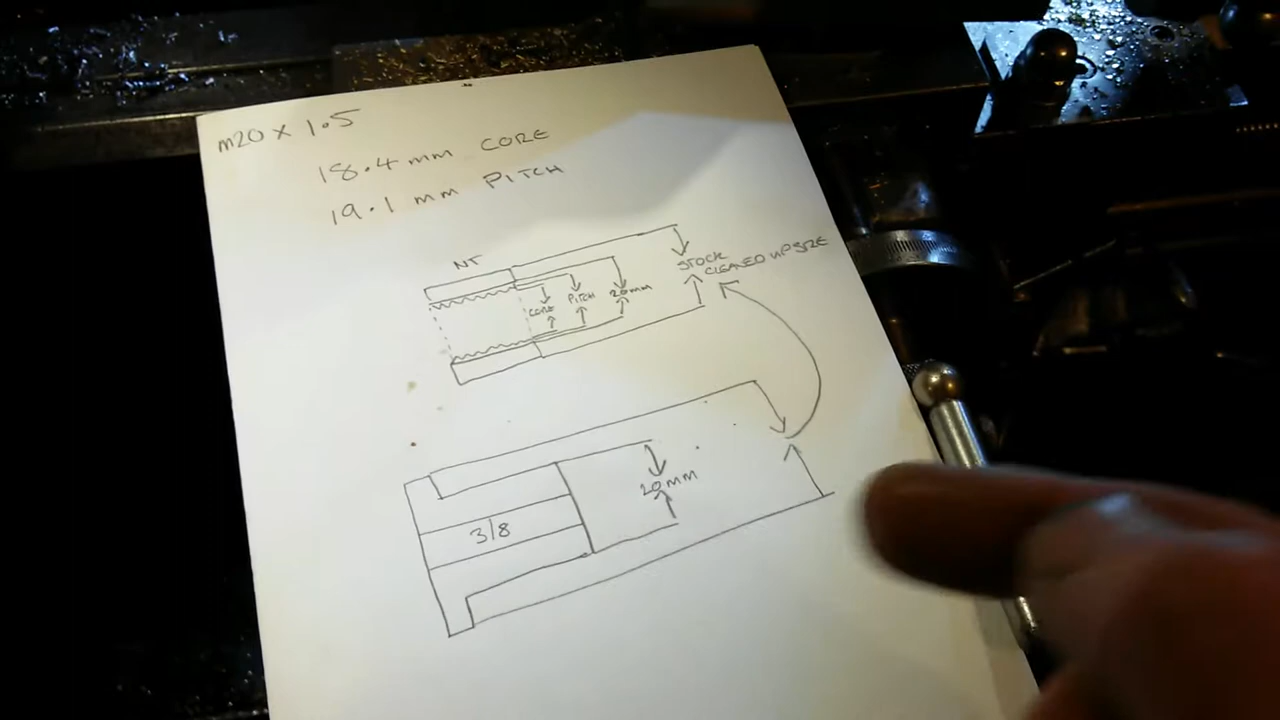 m20 x 1.5
18.4 mm CORE
19.1 mm PITCH
NT
CORE
PITCH
20mm
STOCK
CLEANED UP SIZE
3/8
20mm